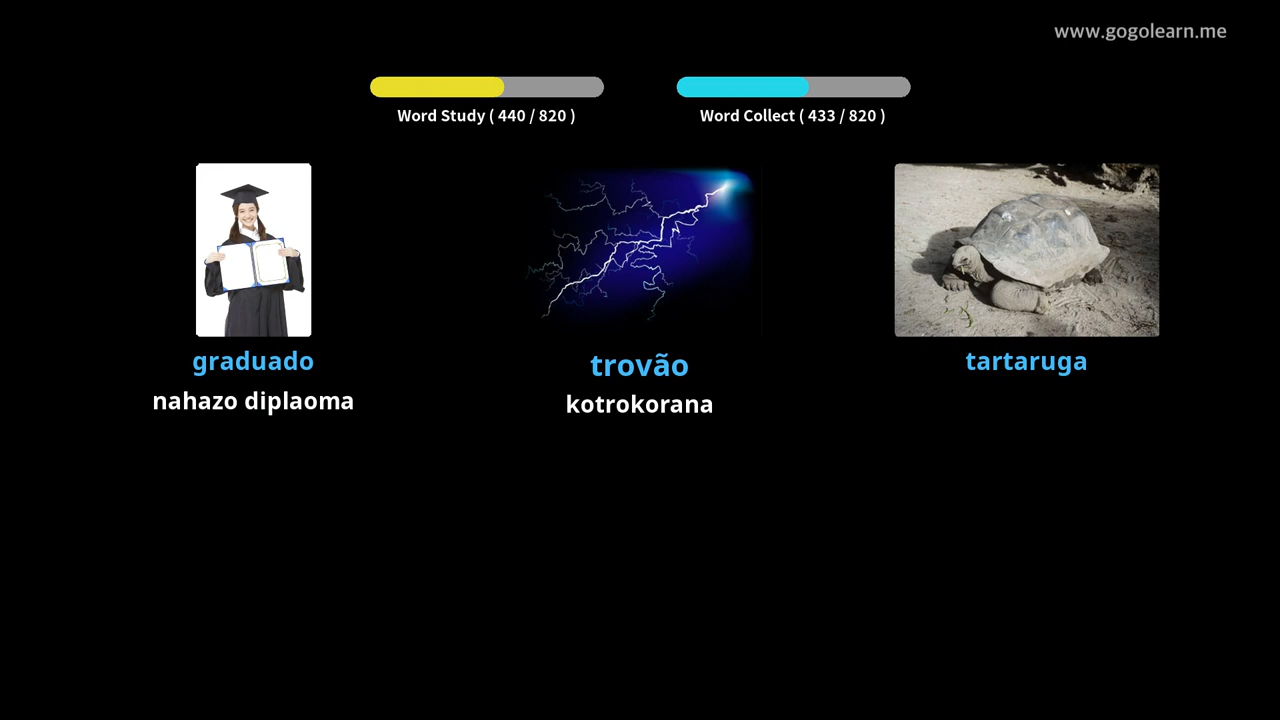 www.gogolearn.me
Word Study ( 440 / 820 )
Word Collect ( 433 / 820 )
graduado
trovão
tartaruga
nahazo diplaoma
kotrokorana